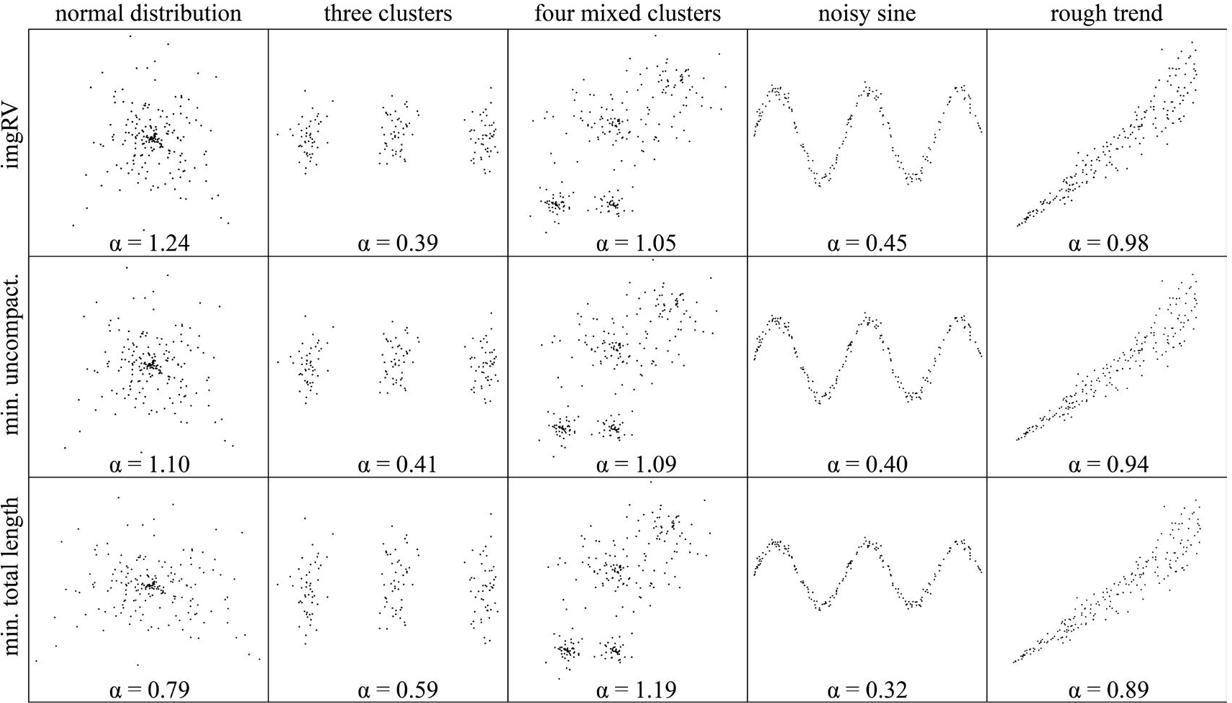 normal distribution
three clusters
four mixed clusters
noisy sine
rough trend
imgRV
α = 1.24
α = 0.39
α = 1.05
α = 0.45
α = 0.98
min. uncompact.
α = 1.10
α = 0.41
α = 1.09
α = 0.40
α = 0.94
min. total length
α = 0.79
α = 0.59
α = 1.19
α = 0.32
α = 0.89